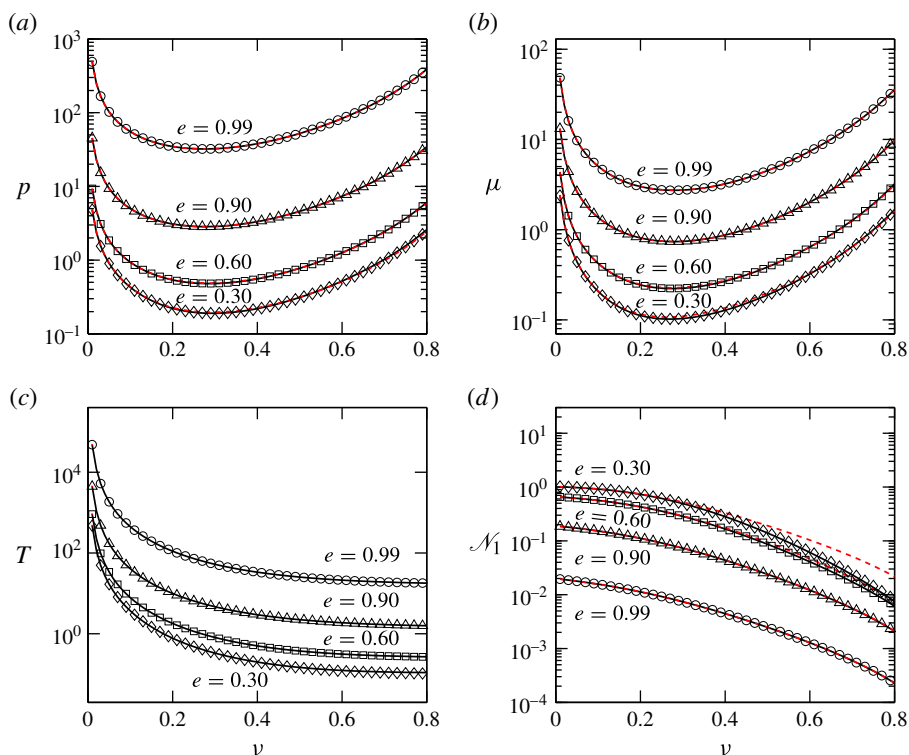 (a)
10^3
10^2
10^1
10^0
10^-1
p
e = 0.99
e = 0.90
e = 0.60
e = 0.30
0
0.2
0.4
0.6
0.8
(b)
10^2
10^1
10^0
10^-1
μ
e = 0.99
e = 0.90
e = 0.60
e = 0.30
0
0.2
0.4
0.6
0.8
(c)
10^4
10^2
10^0
T
e = 0.99
e = 0.90
e = 0.60
e = 0.30
0
0.2
0.4
0.6
0.8
ν
(d)
10^1
10^0
10^-1
10^-2
10^-3
10^-4
𝒩_1
e = 0.30
e = 0.60
e = 0.90
e = 0.99
0
0.2
0.4
0.6
0.8
ν